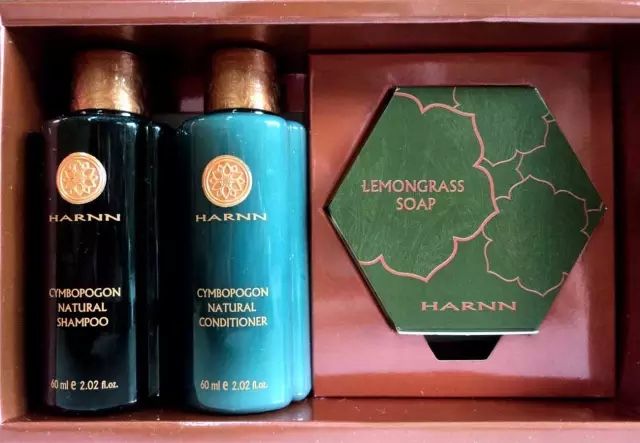 HARNN
CYMBOPOGON
NATURAL
SHAMPOO
60 ml e 2.02 fl.oz.
HARNN
CYMBOPOGON
NATURAL
CONDITIONER
60 ml e 2.02 fl.oz.
LEMONGRASS
SOAP
HARNN